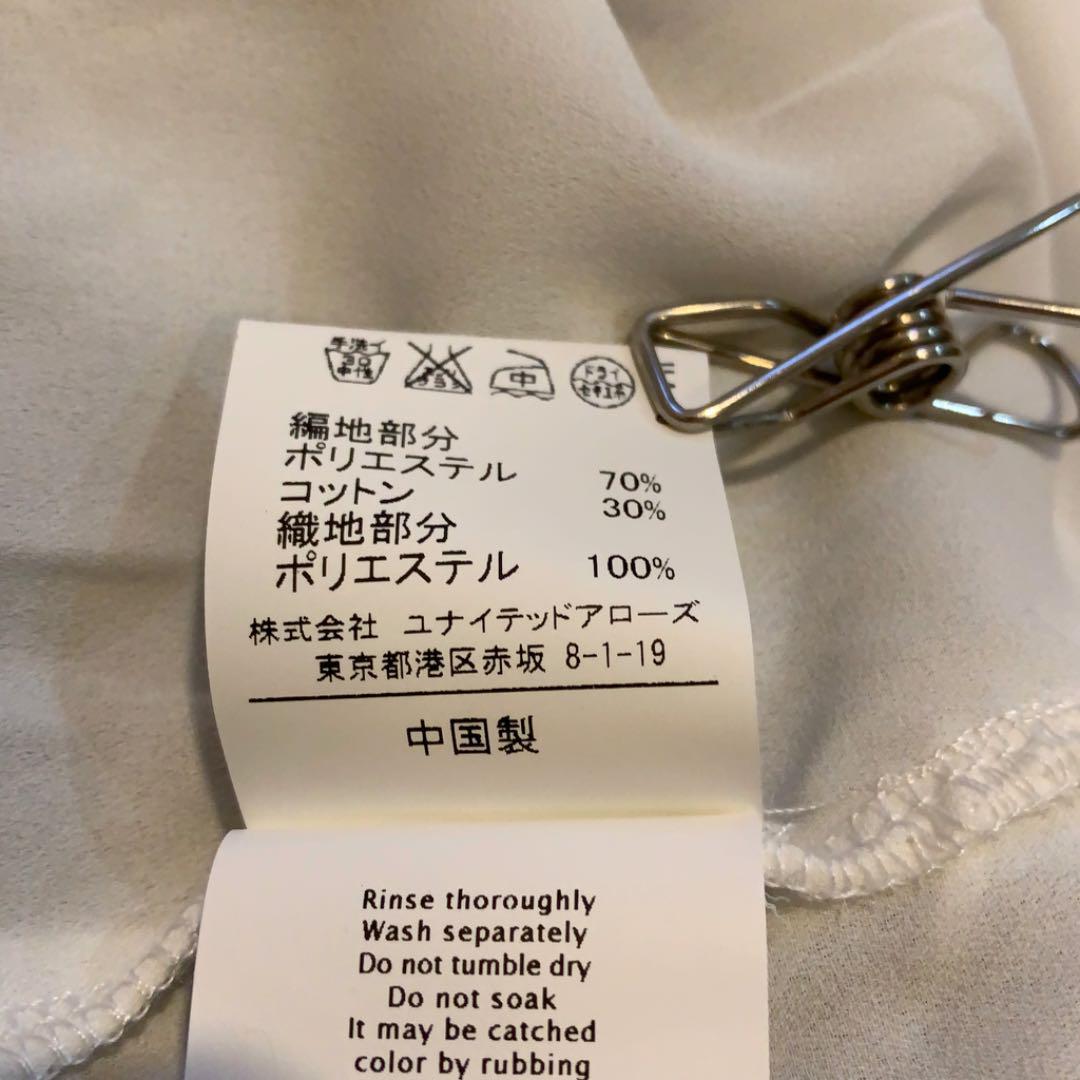 手洗イ
30
中性
エンソ
サラシ
中
ドライ
セキユ系
編地部分
ポリエステル 70%
コットン 30%
織地部分
ポリエステル 100%
株式会社 ユナイテッドアローズ
東京都港区赤坂 8-1-19
中国製
Rinse thoroughly
Wash separately
Do not tumble dry
Do not soak
It may be catched
color by rubbing